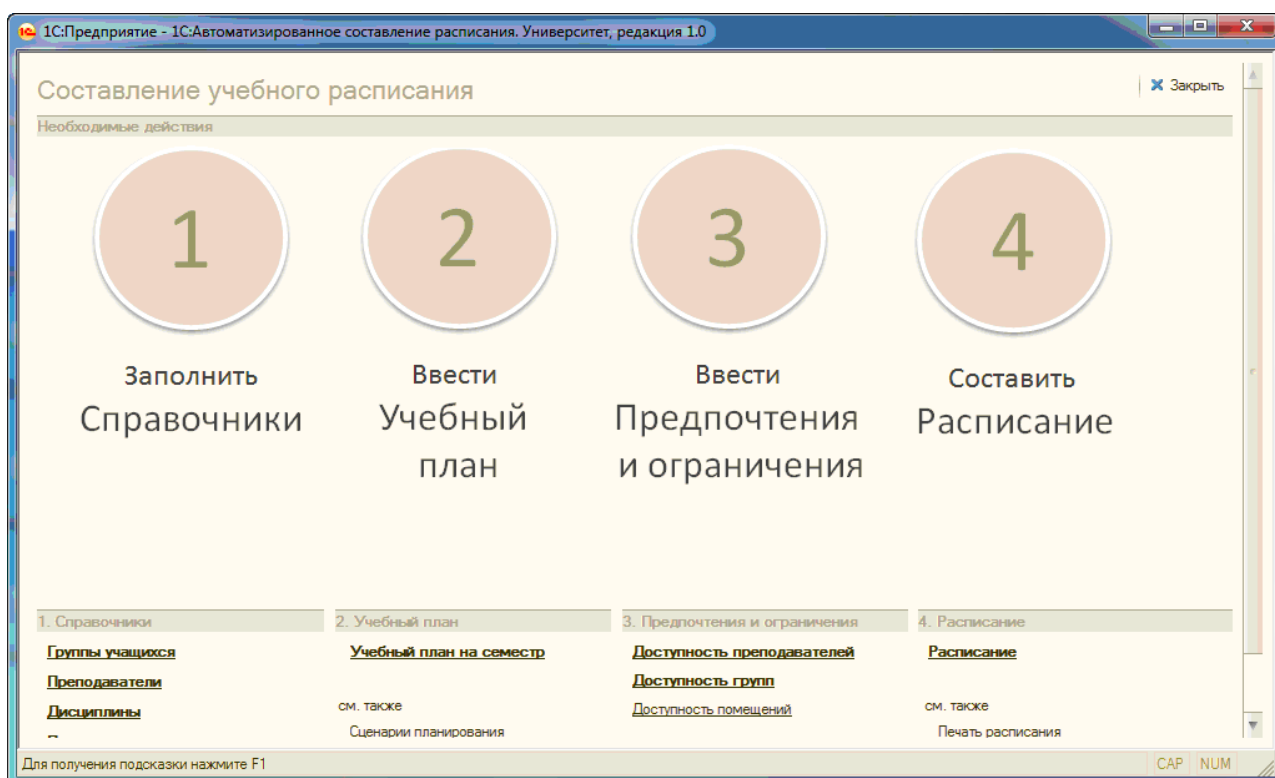 1С:Предприятие - 1С:Автоматизированное составление расписания. Университет, редакция 1.0
Составление учебного расписания
Закрыть
Необходимые действия
1
2
3
4
Заполнить
Справочники
Ввести
Учебный
план
Ввести
Предпочтения
и ограничения
Составить
Расписание
1. Справочники
Группы учащихся
Преподаватели
Дисциплины
2. Учебный план
Учебный план на семестр
см. также
Сценарии планирования
3. Предпочтения и ограничения
Доступность преподавателей
Доступность групп
Доступность помещений
4. Расписание
Расписание
см. также
Печать расписания
Для получения подсказки нажмите F1
CAP
NUM